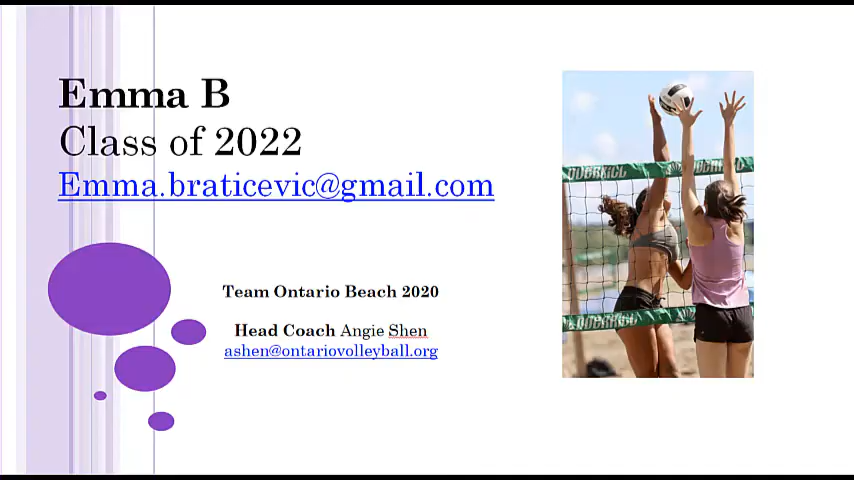 Emma B
Class of 2022
Emma.braticevic@gmail.com
Team Ontario Beach 2020
Head Coach Angie Shen
ashen@ontariovolleyball.org